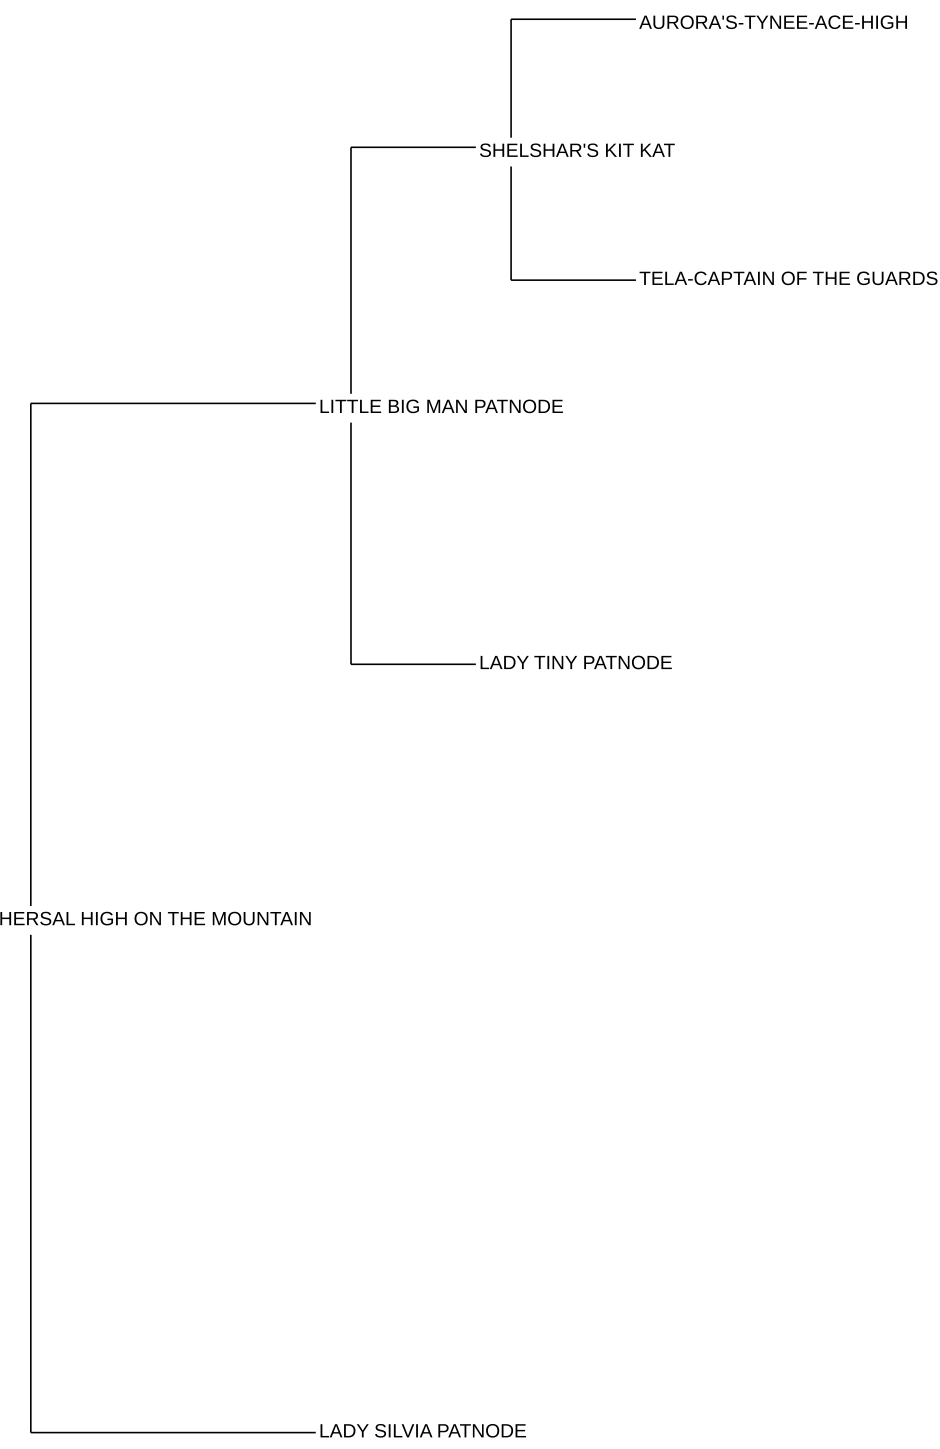 AURORA'S-TYNEE-ACE-HIGH
SHELSHAR'S KIT KAT
TELA-CAPTAIN OF THE GUARDS
LITTLE BIG MAN PATNODE
LADY TINY PATNODE
HERSAL HIGH ON THE MOUNTAIN
LADY SILVIA PATNODE